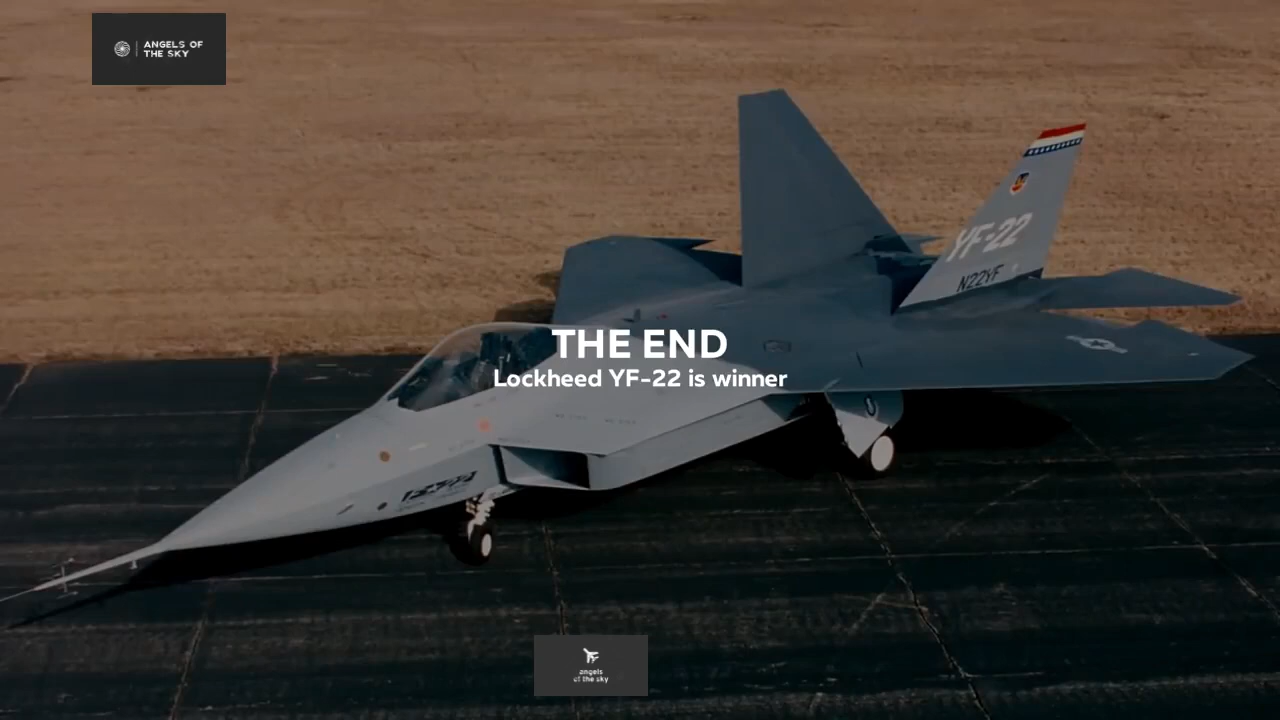 ANGELS OF
THE SKY
YF-22
N22YF
THE END
Lockheed YF-22 is winner
angels
of the sky